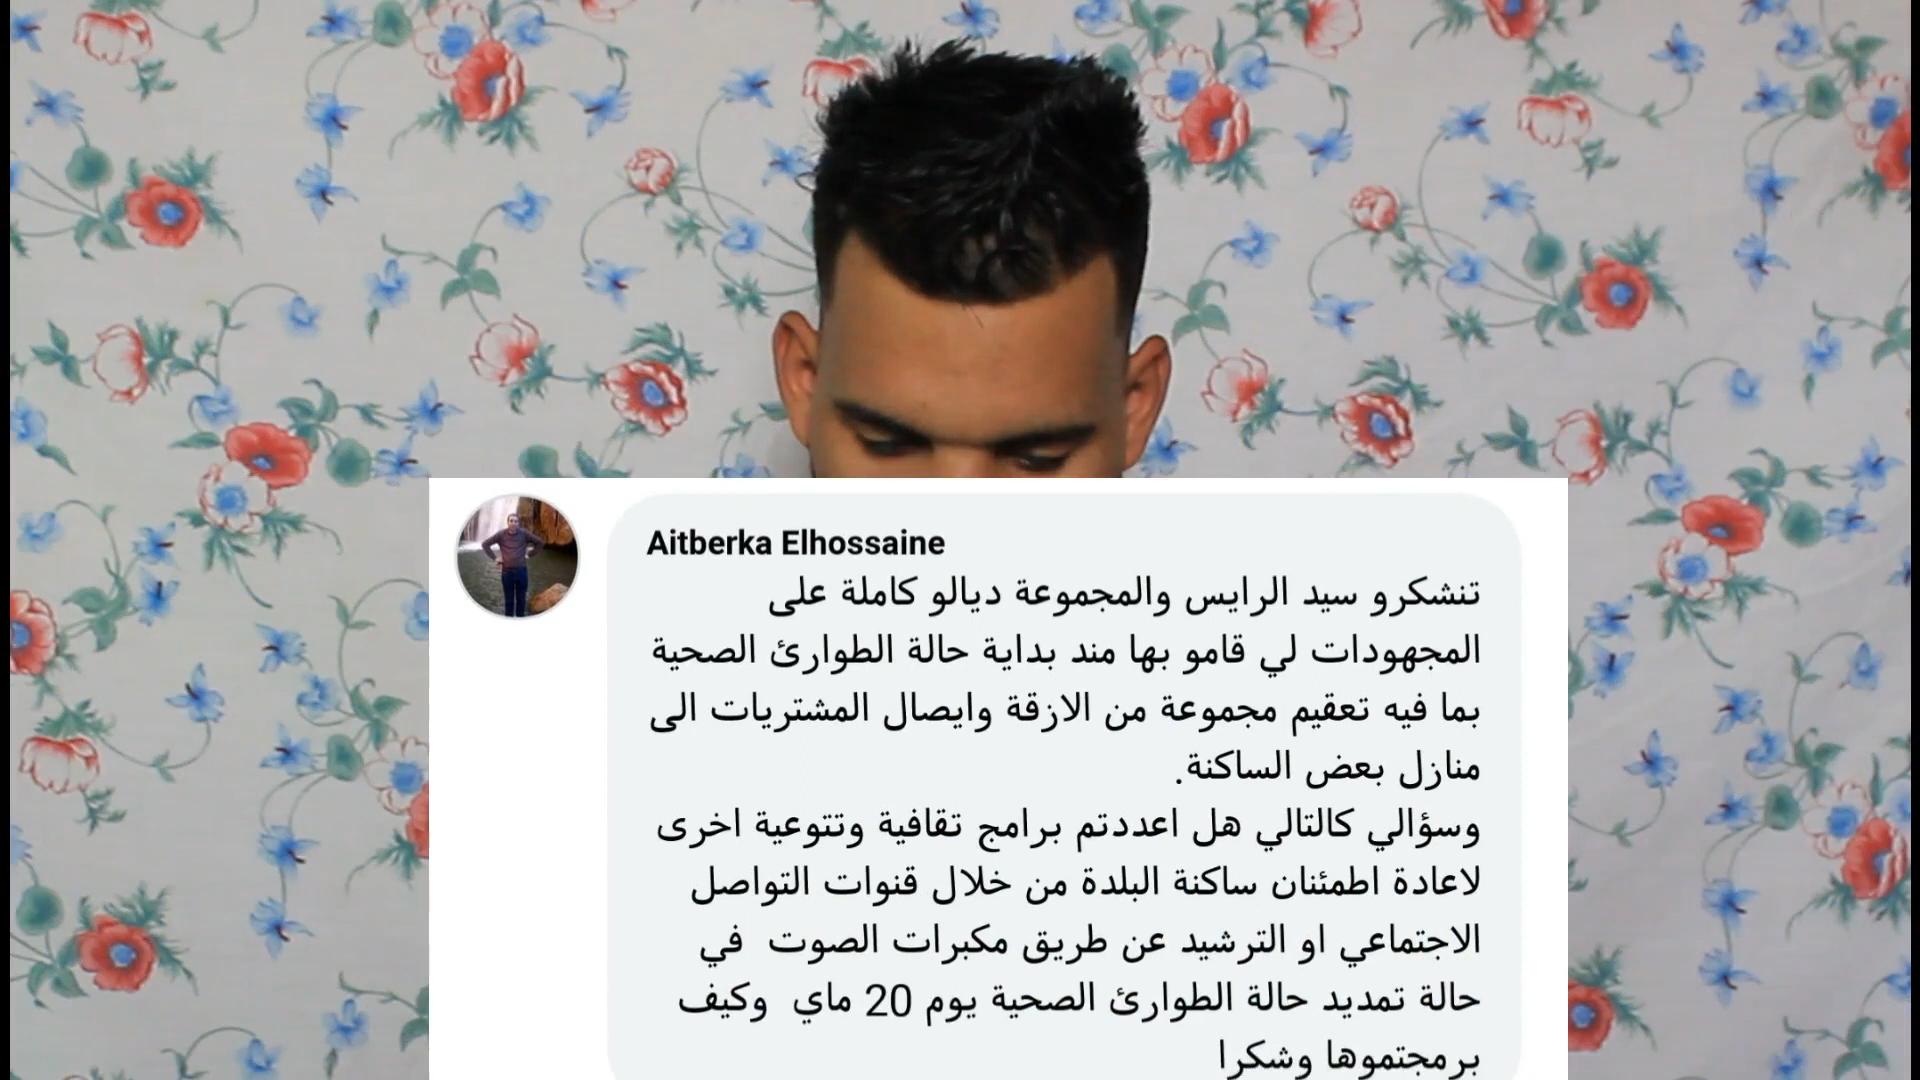 Aitberka Elhossaine
تنشكرو سيد الرايس والمجموعة ديالو كاملة على
المجهودات لي قامو بها مند بداية حالة الطوارئ الصحية
بما فيه تعقيم مجموعة من الازقة وايصال المشتريات الى
منازل بعض الساكنة.
وسؤالي كالتالي هل اعددتم برامج تقافية وتتوعية اخرى
لاعادة اطمئنان ساكنة البلدة من خلال قنوات التواصل
الاجتماعي او الترشيد عن طريق مكبرات الصوت في
حالة تمديد حالة الطوارئ الصحية يوم 20 ماي وكيف
برمجتموها وشكرا